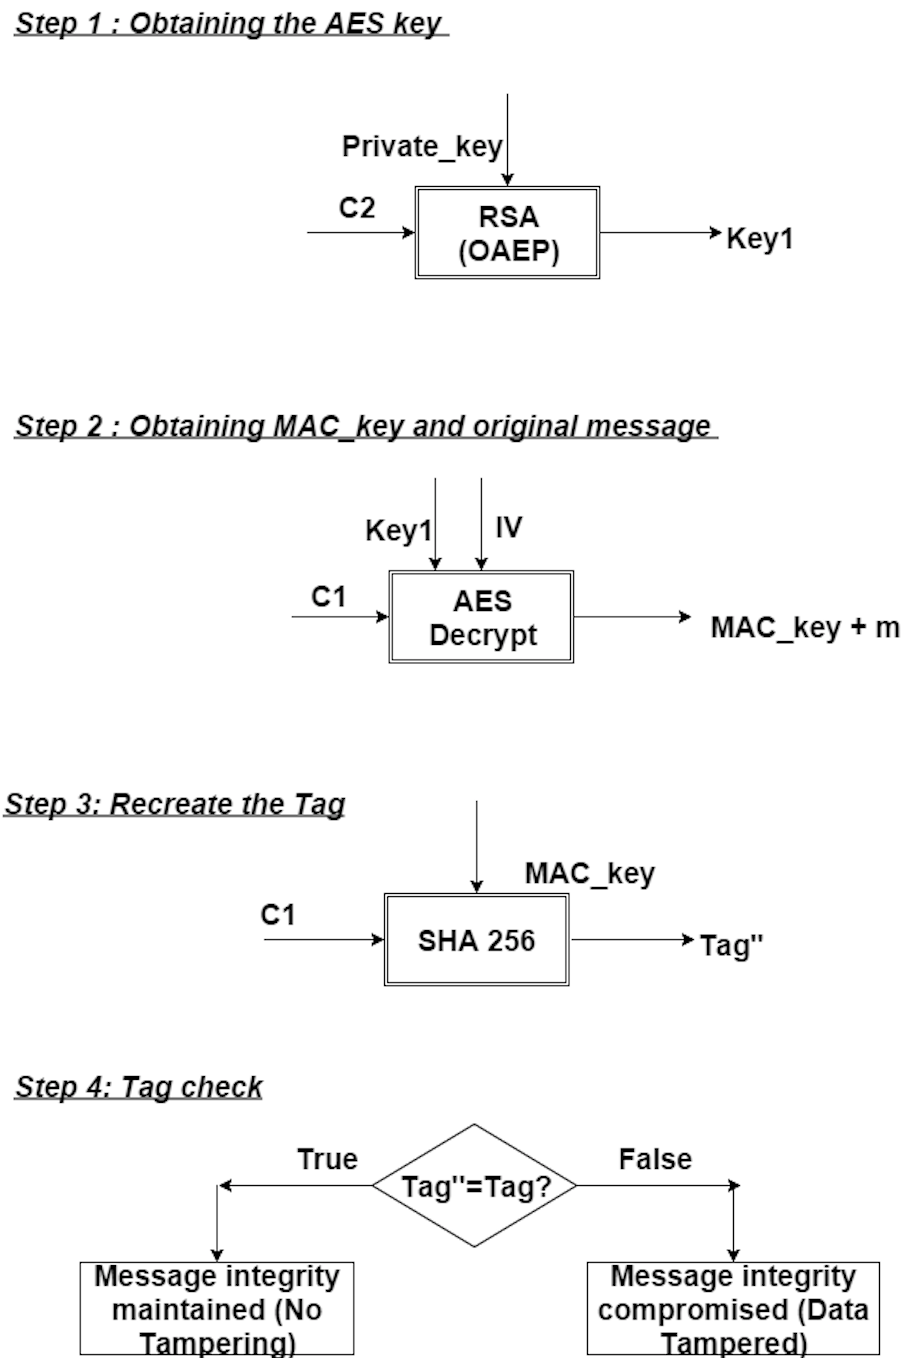 Step 1 : Obtaining the AES key
Private_key
C2
RSA
(OAEP)
Key1
Step 2 : Obtaining MAC_key and original message
Key1
IV
C1
AES
Decrypt
MAC_key + m
Step 3: Recreate the Tag
MAC_key
C1
SHA 256
Tag"
Step 4: Tag check
True
False
Tag"=Tag?
Message integrity
maintained (No
Tampering)
Message integrity
compromised (Data
Tampered)